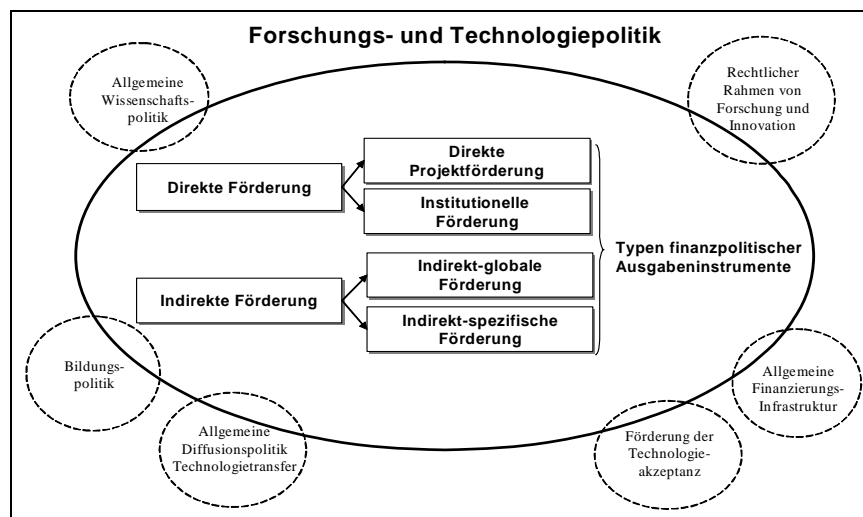 Forschungs- und Technologiepolitik
Allgemeine
Wissenschafts-
politik
Rechtlicher
Rahmen von
Forschung und
Innovation
Direkte Förderung
Direkte
Projektförderung
Institutionelle
Förderung
Indirekte Förderung
Indirekt-globale
Förderung
Indirekt-spezifische
Förderung
Typen finanzpolitischer
Ausgabeninstrumente
Bildungs-
politik
Allgemeine
Diffusionspolitik
Technologietransfer
Förderung der
Technologie-
akzeptanz
Allgemeine
Finanzierungs-
Infrastruktur